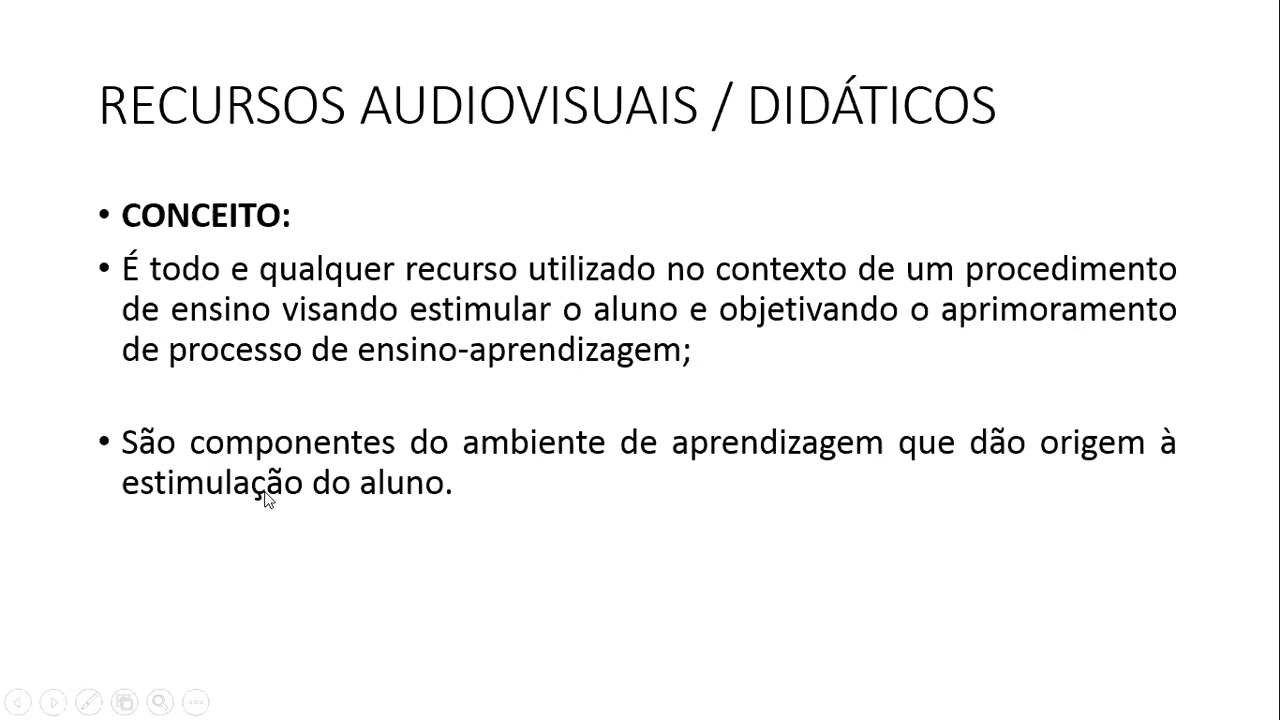 RECURSOS AUDIOVISUAIS / DIDÁTICOS
• CONCEITO:
• É todo e qualquer recurso utilizado no contexto de um procedimento
de ensino visando estimular o aluno e objetivando o aprimoramento
de processo de ensino-aprendizagem;
• São componentes do ambiente de aprendizagem que dão origem à
estimulação do aluno.